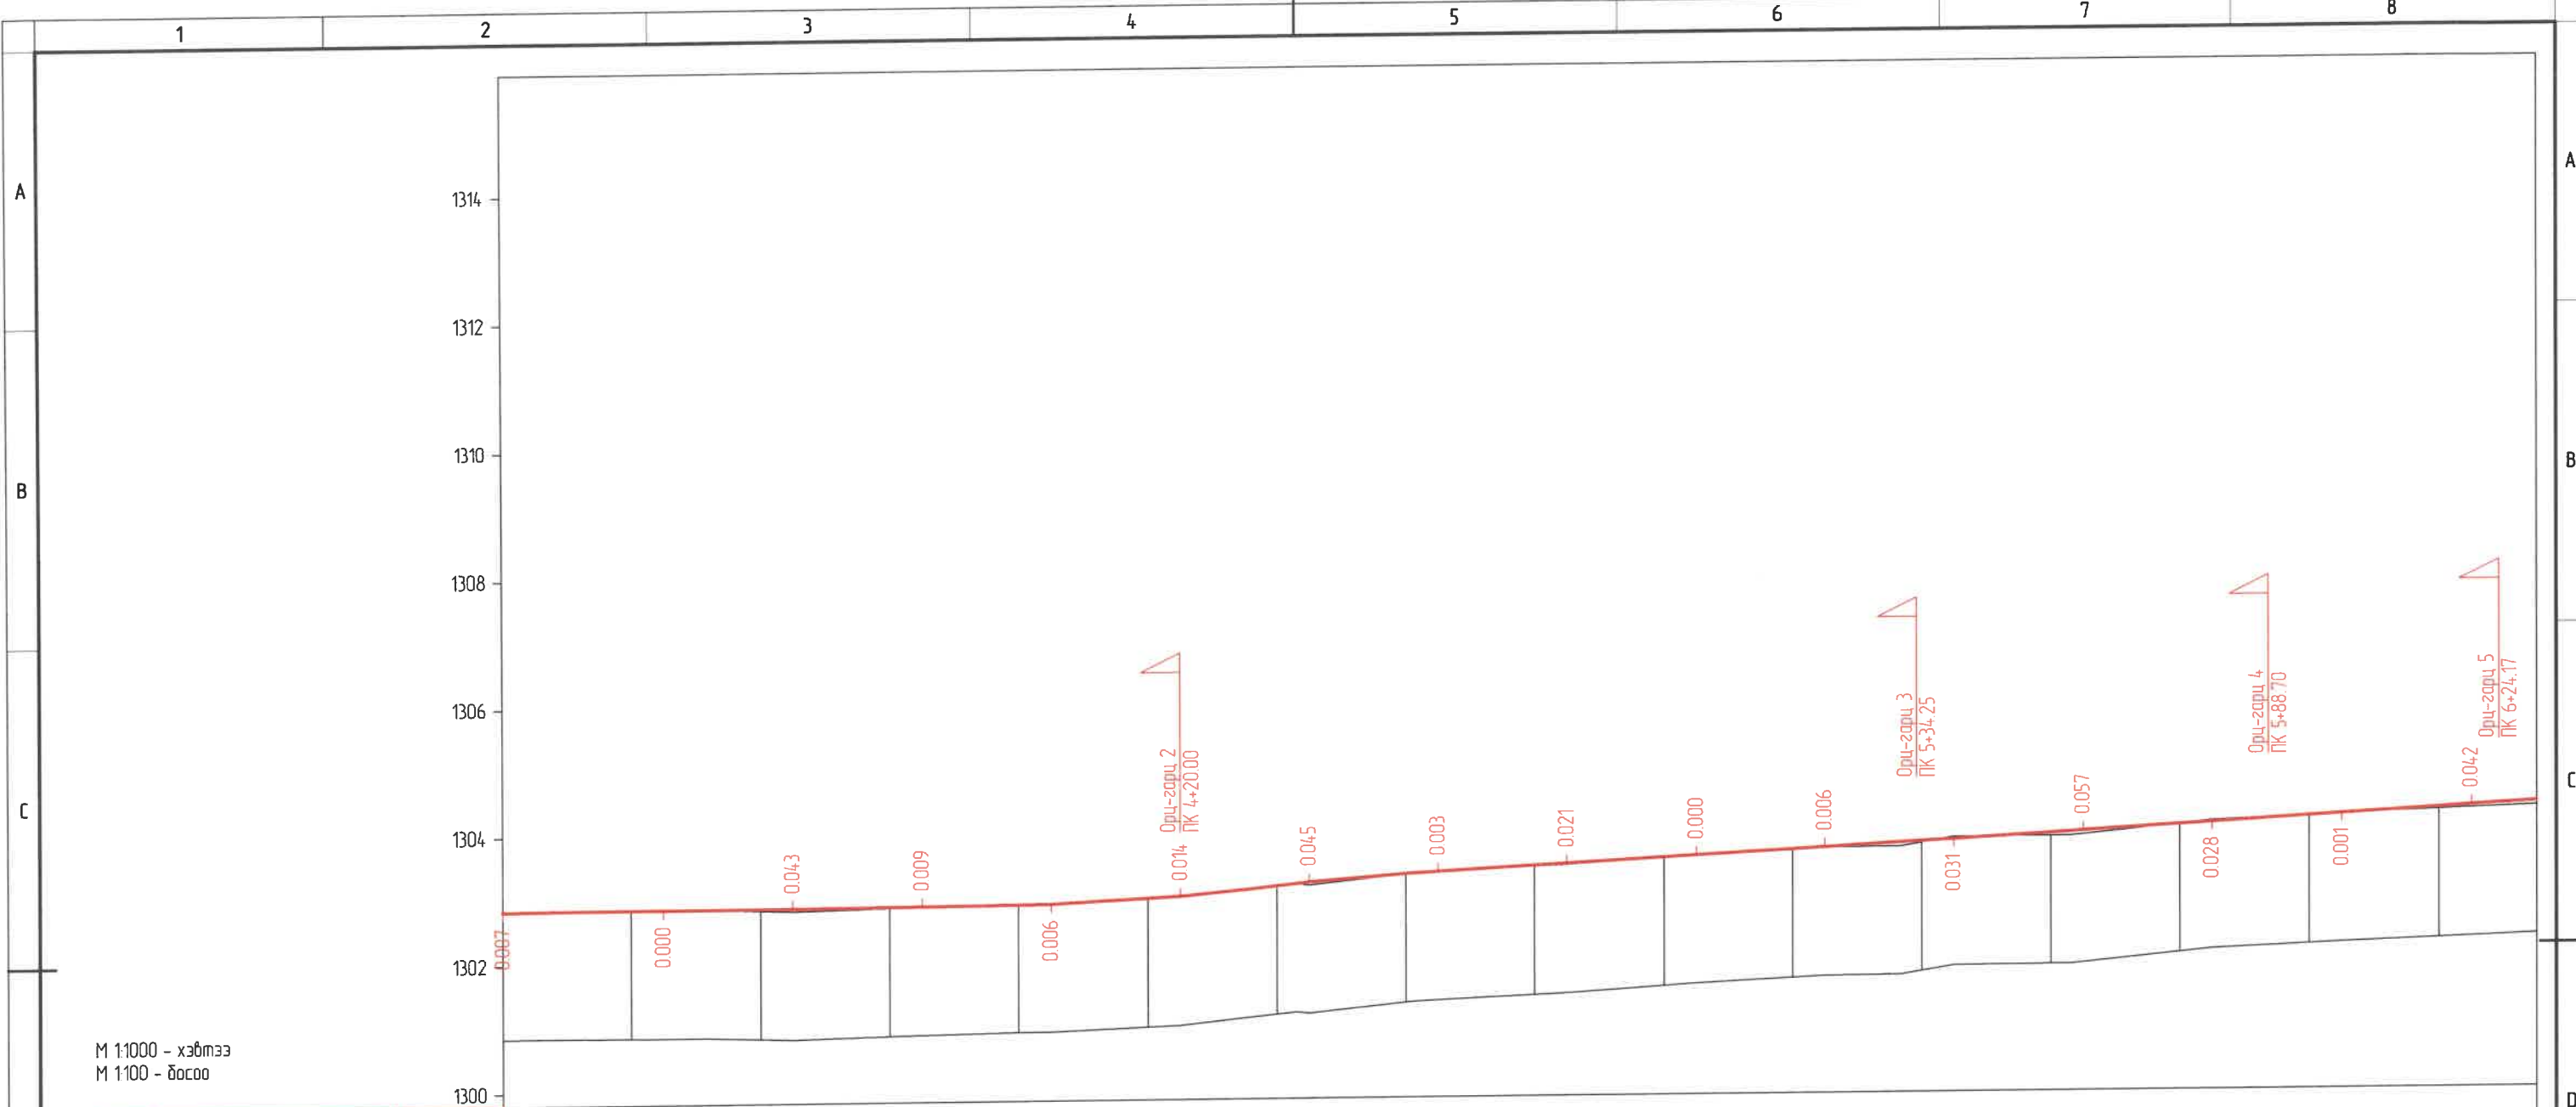 1 2 3 4 5 6 7 8
A A
1314
1312
1310
B B
1308
1306
Орц-гарц 2
ПК 4+20.00
Орц-гарц 3
ПК 5+34.25
Орц-гарц 4
ПК 5+88.70
Орц-гарц 5
ПК 6+24.17
C C
1304
0.007
0.000
0.043
0.009
0.006
0.014
0.045
0.003
0.021
0.000
0.006
0.031
0.057
0.028
0.001
0.042
1302
М 1:1000 - хэвтээ
М 1:100 - босоо
1300
D